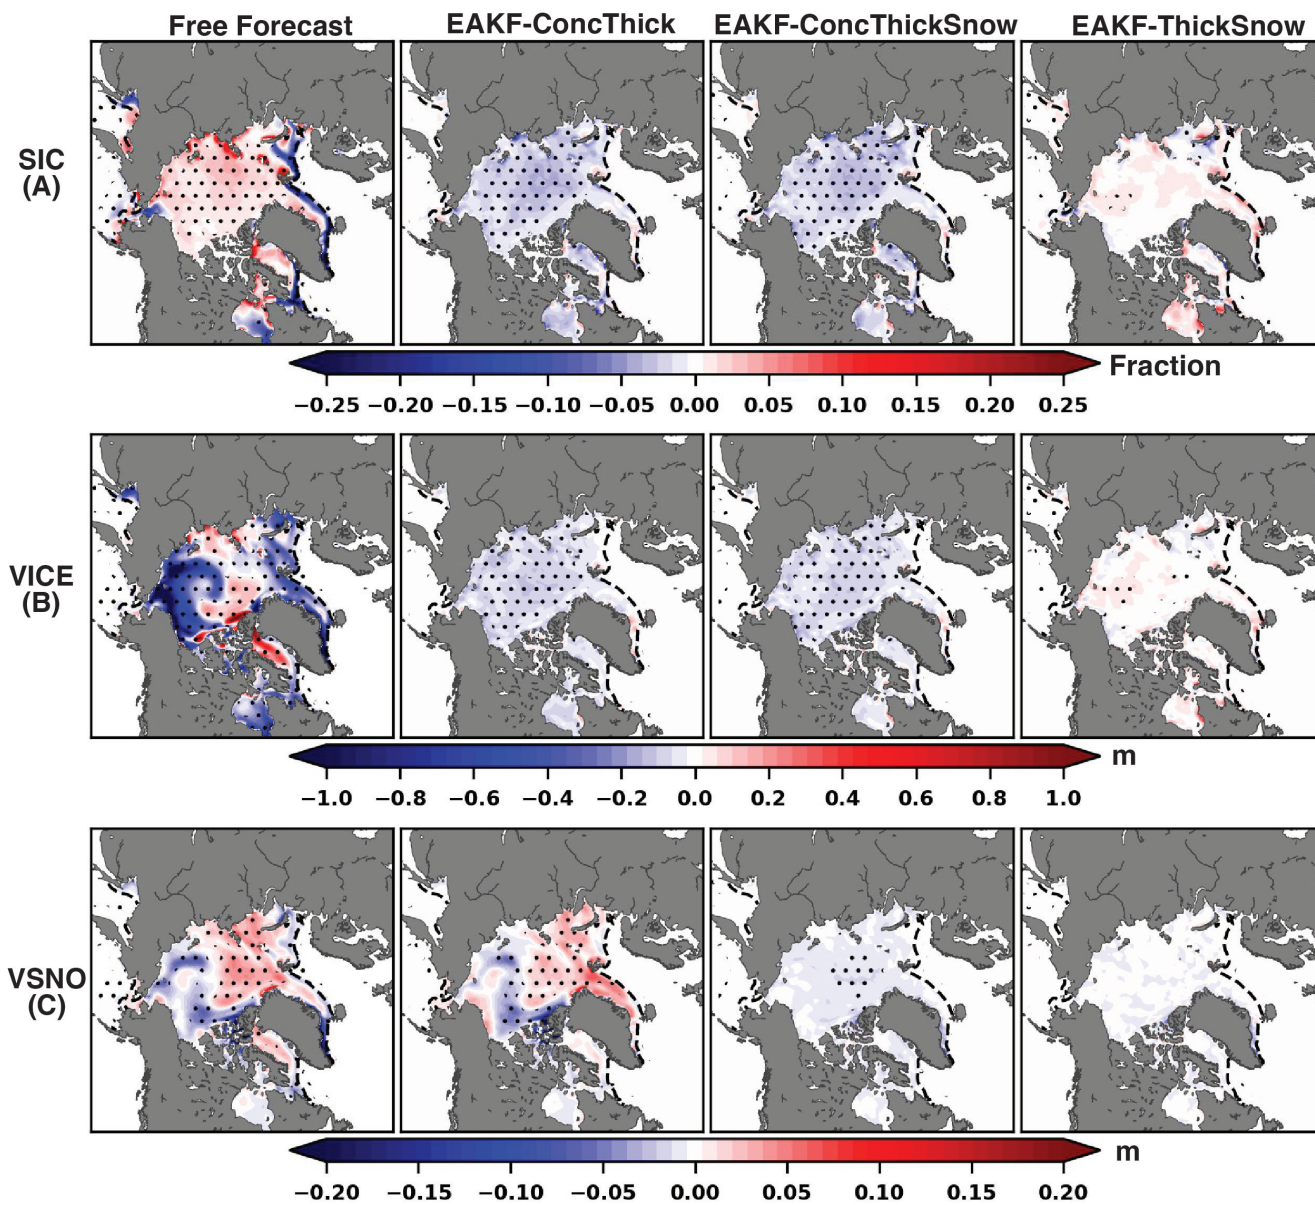 Free Forecast EAKF-ConcThick EAKF-ConcThickSnow EAKF-ThickSnow
SIC
(A)
Fraction
−0.25 −0.20 −0.15 −0.10 −0.05 0.00 0.05 0.10 0.15 0.20 0.25
VICE
(B)
m
−1.0 −0.8 −0.6 −0.4 −0.2 0.0 0.2 0.4 0.6 0.8 1.0
VSNO
(C)
m
−0.20 −0.15 −0.10 −0.05 0.00 0.05 0.10 0.15 0.20